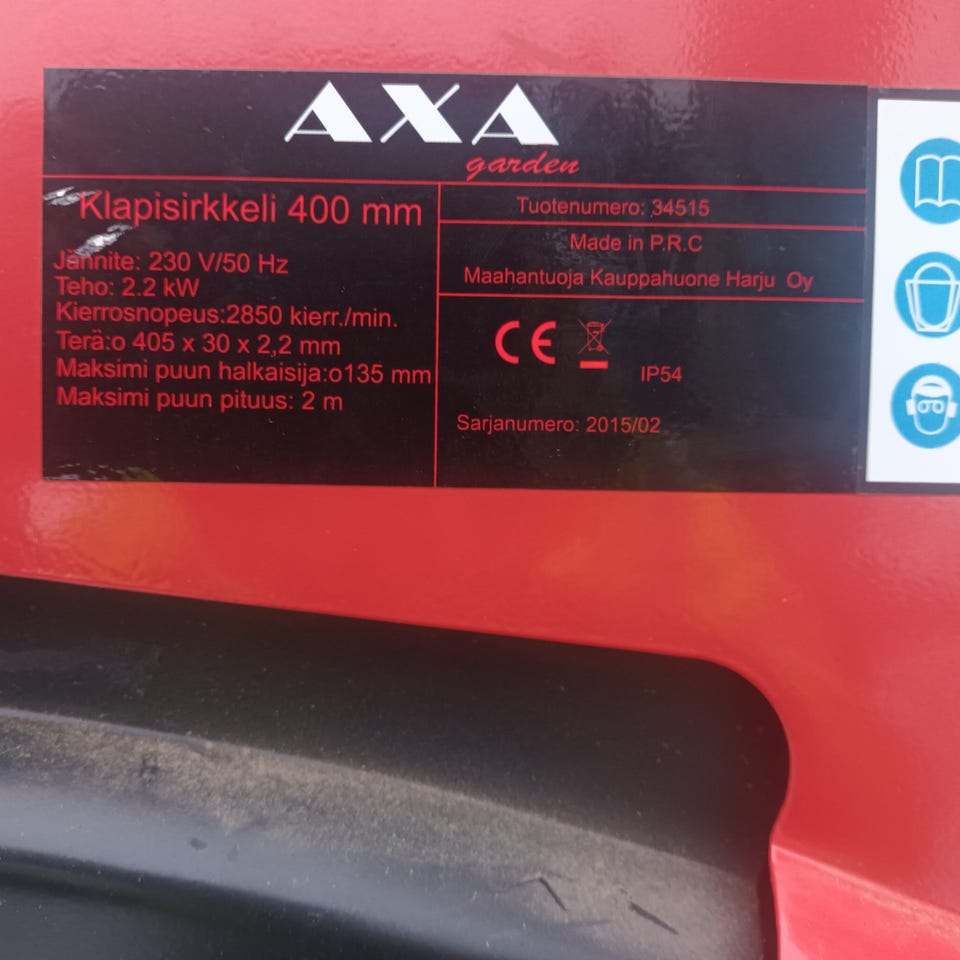 AXA
garden
Klapisirkkeli 400 mm
Jännite: 230 V/50 Hz
Teho: 2.2 kW
Kierrosnopeus:2850 kierr./min.
Terä:o 405 x 30 x 2,2 mm
Maksimi puun halkaisija:o135 mm
Maksimi puun pituus: 2 m
Tuotenumero: 34515
Made in P.R.C
Maahantuoja Kauppahuone Harju Oy
CE
IP54
Sarjanumero: 2015/02